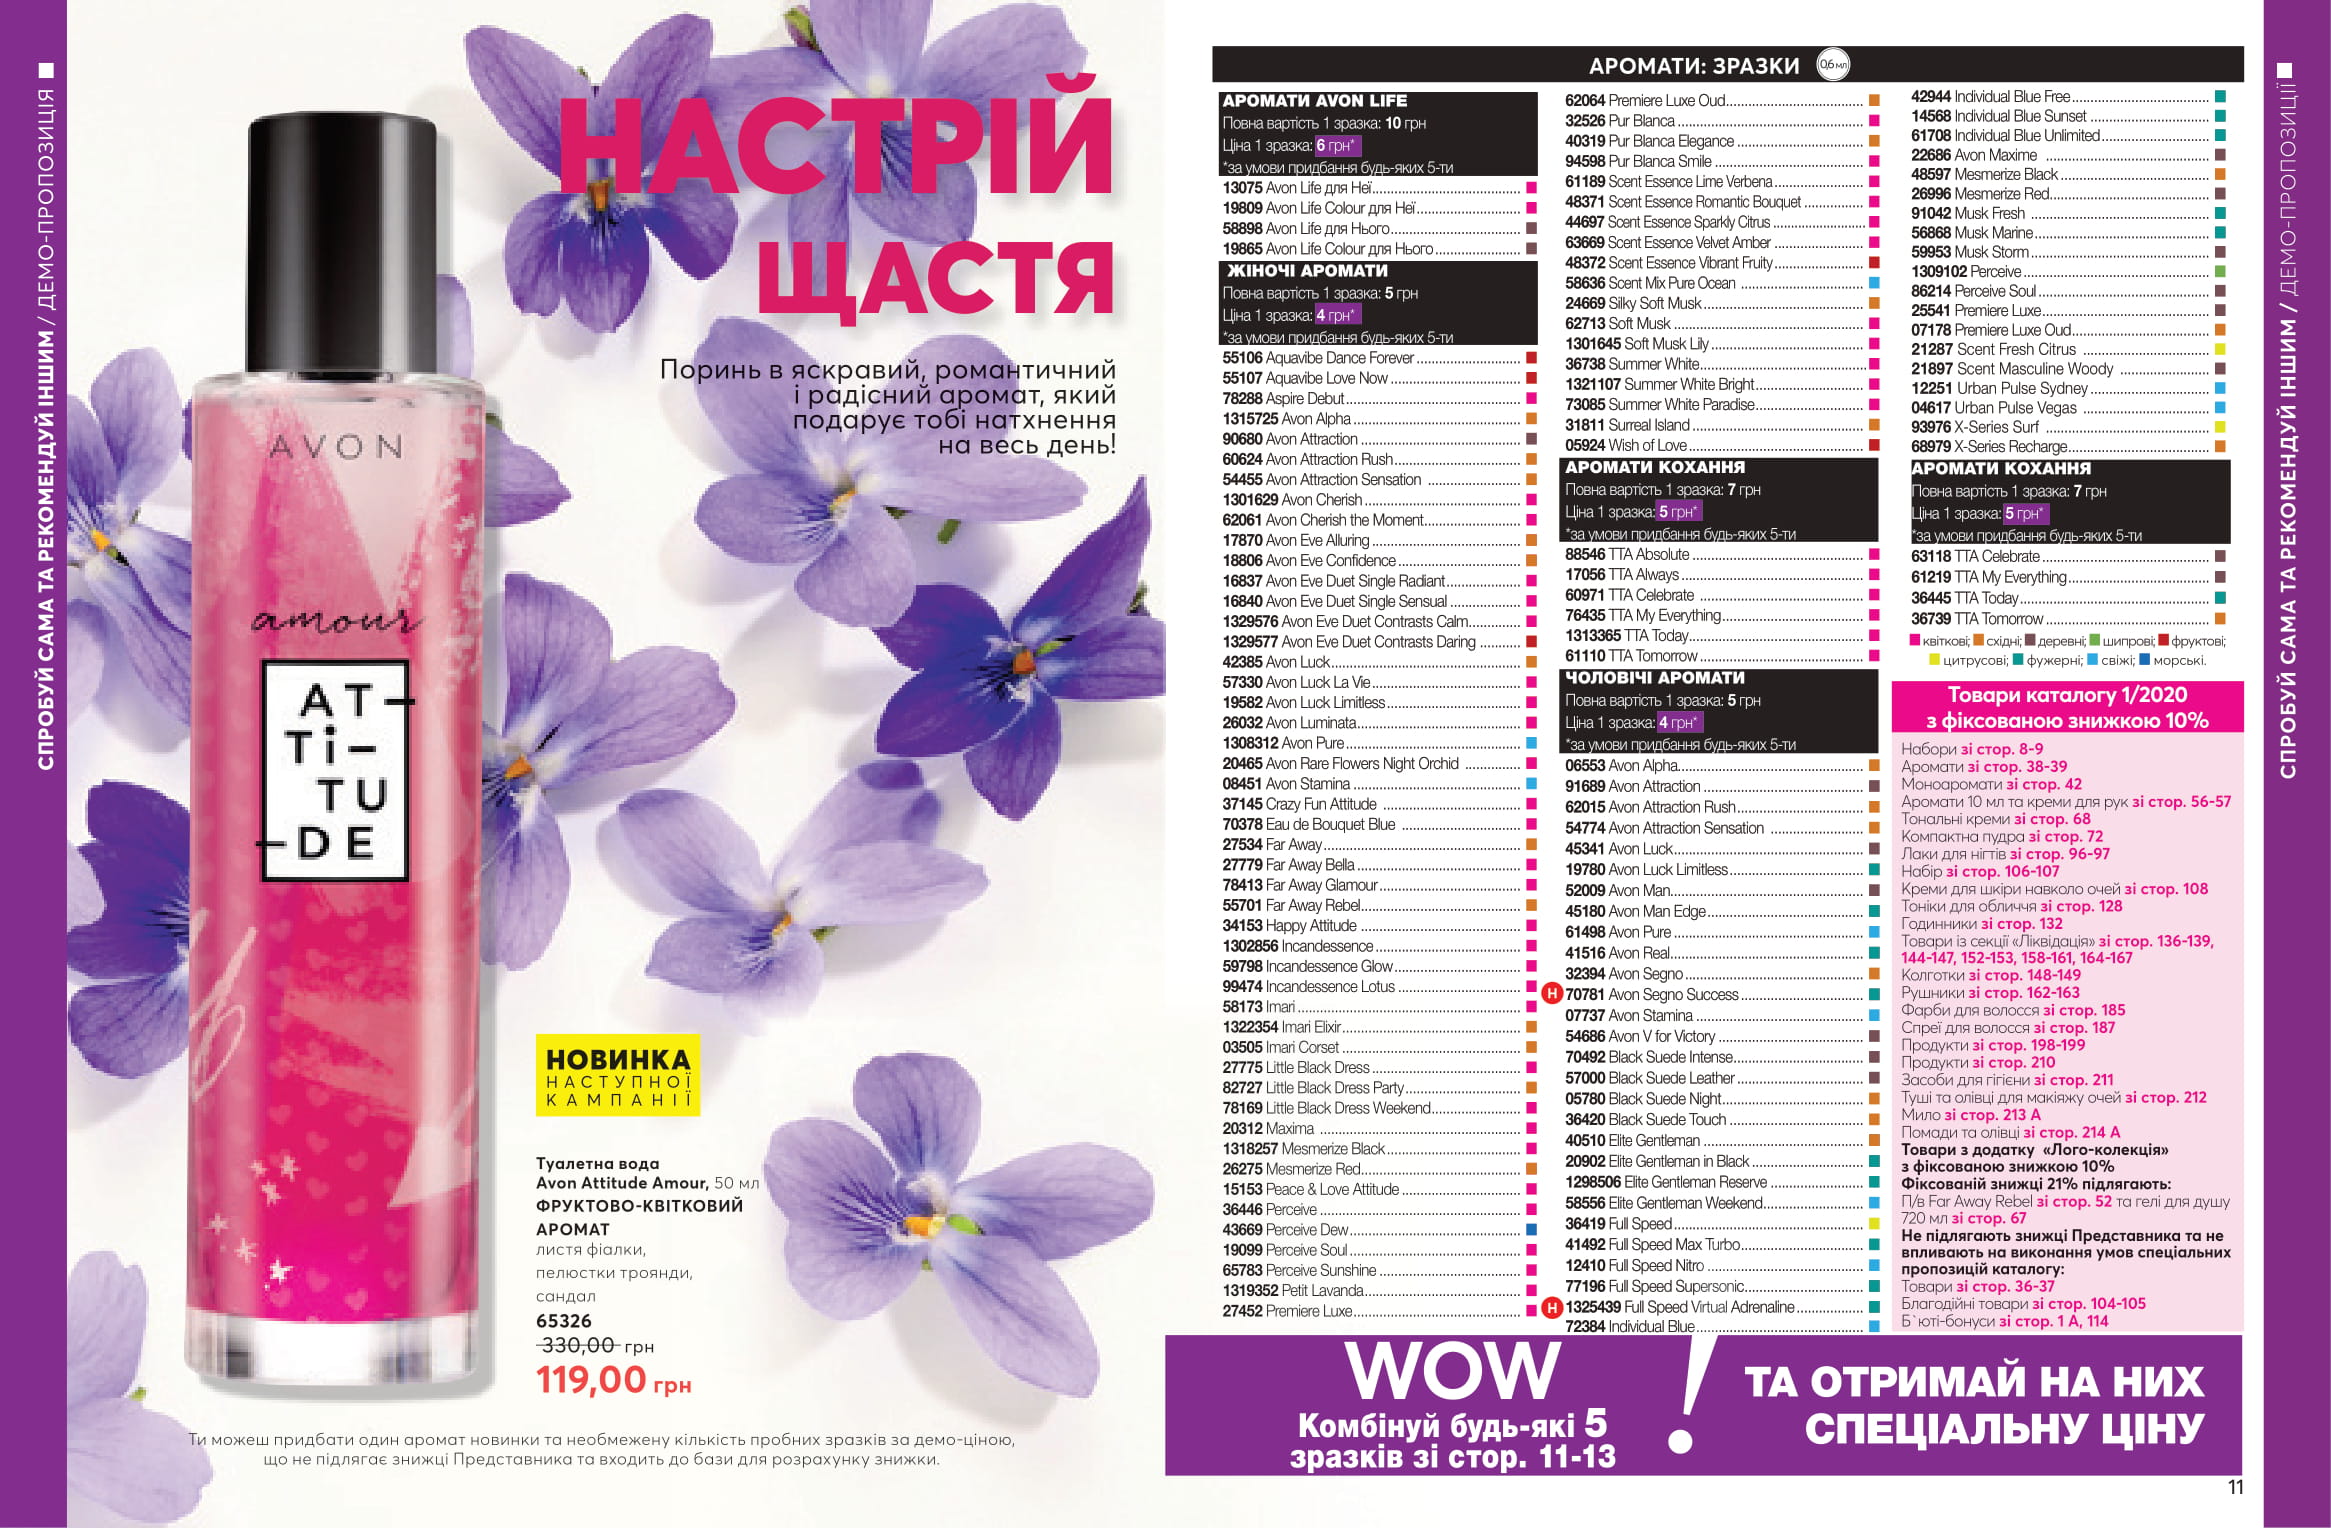 СПРОБУЙ САМА ТА РЕКОМЕНДУЙ ІНШИМ / ДЕМО-ПРОПОЗИЦІЯ
НАСТРІЙ
ЩАСТЯ
Поринь в яскравий, романтичний
і радісний аромат, який
подарує тобі натхнення
на весь день!
AVON
amour
AT-
Ti-
TU
-DE
НОВИНКА
НАСТУПНОЇ
КАМПАНІЇ
Туалетна вода
Avon Attitude Amour, 50 мл
ФРУКТОВО-КВІТКОВИЙ
АРОМАТ
листя фіалки,
пелюстки троянди,
сандал
65326
330,00 грн
119,00 грн
Ти можеш придбати один аромат новинки та необмежену кількість пробних зразків за демо-ціною,
що не підлягає знижці Представника та входить до бази для розрахунку знижки.
АРОМАТИ: ЗРАЗКИ 0,6 мл
АРОМАТИ AVON LIFE
Повна вартість 1 зразка: 10 грн
Ціна 1 зразка: 6 грн*
*за умови придбання будь-яких 5-ти
13075 Avon Life для Неї
19809 Avon Life Colour для Неї
58898 Avon Life для Нього
19865 Avon Life Colour для Нього
ЖІНОЧІ АРОМАТИ
Повна вартість 1 зразка: 5 грн
Ціна 1 зразка: 4 грн*
*за умови придбання будь-яких 5-ти
55106 Aquavibe Dance Forever
55107 Aquavibe Love Now
78288 Aspire Debut
1315725 Avon Alpha
90680 Avon Attraction
60624 Avon Attraction Rush
54455 Avon Attraction Sensation
1301629 Avon Cherish
62061 Avon Cherish the Moment
17870 Avon Eve Alluring
18806 Avon Eve Confidence
16837 Avon Eve Duet Single Radiant
16840 Avon Eve Duet Single Sensual
1329576 Avon Eve Duet Contrasts Calm
1329577 Avon Eve Duet Contrasts Daring
42385 Avon Luck
57330 Avon Luck La Vie
19582 Avon Luck Limitless
26032 Avon Luminata
1308312 Avon Pure
20465 Avon Rare Flowers Night Orchid
08451 Avon Stamina
37145 Crazy Fun Attitude
70378 Eau de Bouquet Blue
27534 Far Away
27779 Far Away Bella
78413 Far Away Glamour
55701 Far Away Rebel
34153 Happy Attitude
1302856 Incandessence
59798 Incandessence Glow
99474 Incandessence Lotus
58173 Imari
1322354 Imari Elixir
03505 Imari Corset
27775 Little Black Dress
82727 Little Black Dress Party
78169 Little Black Dress Weekend
20312 Maxima
1318257 Mesmerize Black
26275 Mesmerize Red
15153 Peace & Love Attitude
36446 Perceive
43669 Perceive Dew
19099 Perceive Soul
65783 Perceive Sunshine
1319352 Petit Lavanda
27452 Premiere Luxe
62064 Premiere Luxe Oud
32526 Pur Blanca
40319 Pur Blanca Elegance
94598 Pur Blanca Smile
61189 Scent Essence Lime Verbena
48371 Scent Essence Romantic Bouquet
44697 Scent Essence Sparkly Citrus
63669 Scent Essence Velvet Amber
48372 Scent Essence Vibrant Fruity
58636 Scent Mix Pure Ocean
24669 Silky Soft Musk
62713 Soft Musk
1301645 Soft Musk Lily
36738 Summer White
1321107 Summer White Bright
73085 Summer White Paradise
31811 Surreal Island
05924 Wish of Love
АРОМАТИ КОХАННЯ
Повна вартість 1 зразка: 7 грн
Ціна 1 зразка: 5 грн*
*за умови придбання будь-яких 5-ти
88546 TTA Absolute
17056 TTA Always
60971 TTA Celebrate
76435 TTA My Everything
1313365 TTA Today
61110 TTA Tomorrow
ЧОЛОВІЧІ АРОМАТИ
Повна вартість 1 зразка: 5 грн
Ціна 1 зразка: 4 грн*
*за умови придбання будь-яких 5-ти
06553 Avon Alpha
91689 Avon Attraction
62015 Avon Attraction Rush
54774 Avon Attraction Sensation
45341 Avon Luck
19780 Avon Luck Limitless
52009 Avon Man
45180 Avon Man Edge
61498 Avon Pure
41516 Avon Real
32394 Avon Segno
Н 70781 Avon Segno Success
07737 Avon Stamina
54686 Avon V for Victory
70492 Black Suede Intense
57000 Black Suede Leather
05780 Black Suede Night
36420 Black Suede Touch
40510 Elite Gentleman
20902 Elite Gentleman in Black
1298506 Elite Gentleman Reserve
58556 Elite Gentleman Weekend
36419 Full Speed
41492 Full Speed Max Turbo
12410 Full Speed Nitro
77196 Full Speed Supersonic
Н 1325439 Full Speed Virtual Adrenaline
72384 Individual Blue
42944 Individual Blue Free
14568 Individual Blue Sunset
61708 Individual Blue Unlimited
22686 Avon Maxime
48597 Mesmerize Black
26996 Mesmerize Red
91042 Musk Fresh
56868 Musk Marine
59953 Musk Storm
1309102 Perceive
86214 Perceive Soul
25541 Premiere Luxe
07178 Premiere Luxe Oud
21287 Scent Fresh Citrus
21897 Scent Masculine Woody
12251 Urban Pulse Sydney
04617 Urban Pulse Vegas
93976 X-Series Surf
68979 X-Series Recharge
АРОМАТИ КОХАННЯ
Повна вартість 1 зразка: 7 грн
Ціна 1 зразка: 5 грн*
*за умови придбання будь-яких 5-ти
63118 TTA Celebrate
61219 TTA My Everything
36445 TTA Today
36739 TTA Tomorrow
квіткові; східні; деревні; шипрові; фруктові;
цитрусові; фужерні; свіжі; морські.
Товари каталогу 1/2020
з фіксованою знижкою 10%
Набори зі стор. 8-9
Аромати зі стор. 38-39
Моноаромати зі стор. 42
Аромати 10 мл та креми для рук зі стор. 56-57
Тональні креми зі стор. 68
Компактна пудра зі стор. 72
Лаки для нігтів зі стор. 96-97
Набір зі стор. 106-107
Креми для шкіри навколо очей зі стор. 108
Тоніки для обличчя зі стор. 128
Годинники зі стор. 132
Товари із секції «Ліквідація» зі стор. 136-139,
144-147, 152-153, 158-161, 164-167
Колготки зі стор. 148-149
Рушники зі стор. 162-163
Фарби для волосся зі стор. 185
Спреї для волосся зі стор. 187
Продукти зі стор. 198-199
Продукти зі стор. 210
Засоби для гігієни зі стор. 211
Туші та олівці для макіяжу очей зі стор. 212
Мило зі стор. 213 А
Помади та олівці зі стор. 214 А
Товари з додатку «Лого-колекція»
з фіксованою знижкою 10%
Фіксованій знижці 21% підлягають:
П/в Far Away Rebel зі стор. 52 та гелі для душу
720 мл зі стор. 67
Не підлягають знижці Представника та не
впливають на виконання умов спеціальних
пропозицій каталогу:
Товари зі стор. 36-37
Благодійні товари зі стор. 104-105
Б`юті-бонуси зі стор. 1 А, 114
WOW
Комбінуй будь-які 5
зразків зі стор. 11-13
!
ТА ОТРИМАЙ НА НИХ
СПЕЦІАЛЬНУ ЦІНУ
11
СПРОБУЙ САМА ТА РЕКОМЕНДУЙ ІНШИМ / ДЕМО-ПРОПОЗИЦІЇ